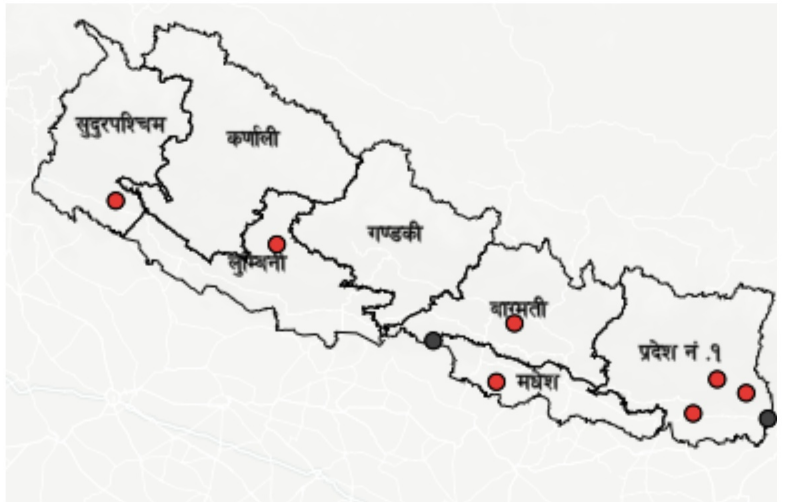 सुदुरपश्चिम
कर्णाली
गण्डकी
लुम्बिनी
बागमती
प्रदेश नं .१
मधेश